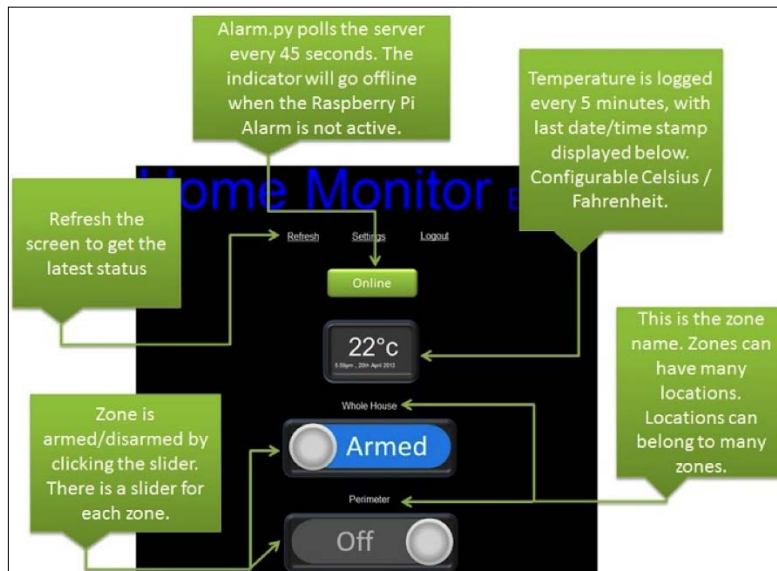 Alarm.py polls the server
every 45 seconds. The
indicator will go offline
when the Raspberry Pi
Alarm is not active.
Temperature is logged
every 5 minutes, with
last date/time stamp
displayed below.
Configurable Celsius /
Fahrenheit.
Home Monitor
Refresh the
screen to get the
latest status
Refresh Settings Logout
Online
22°c
5:59pm , 20th April 2013
This is the zone
name. Zones can
have many
locations.
Locations can
belong to many
zones.
Whole House
Zone is
armed/disarmed by
clicking the slider.
There is a slider for
each zone.
Armed
Perimeter
Off